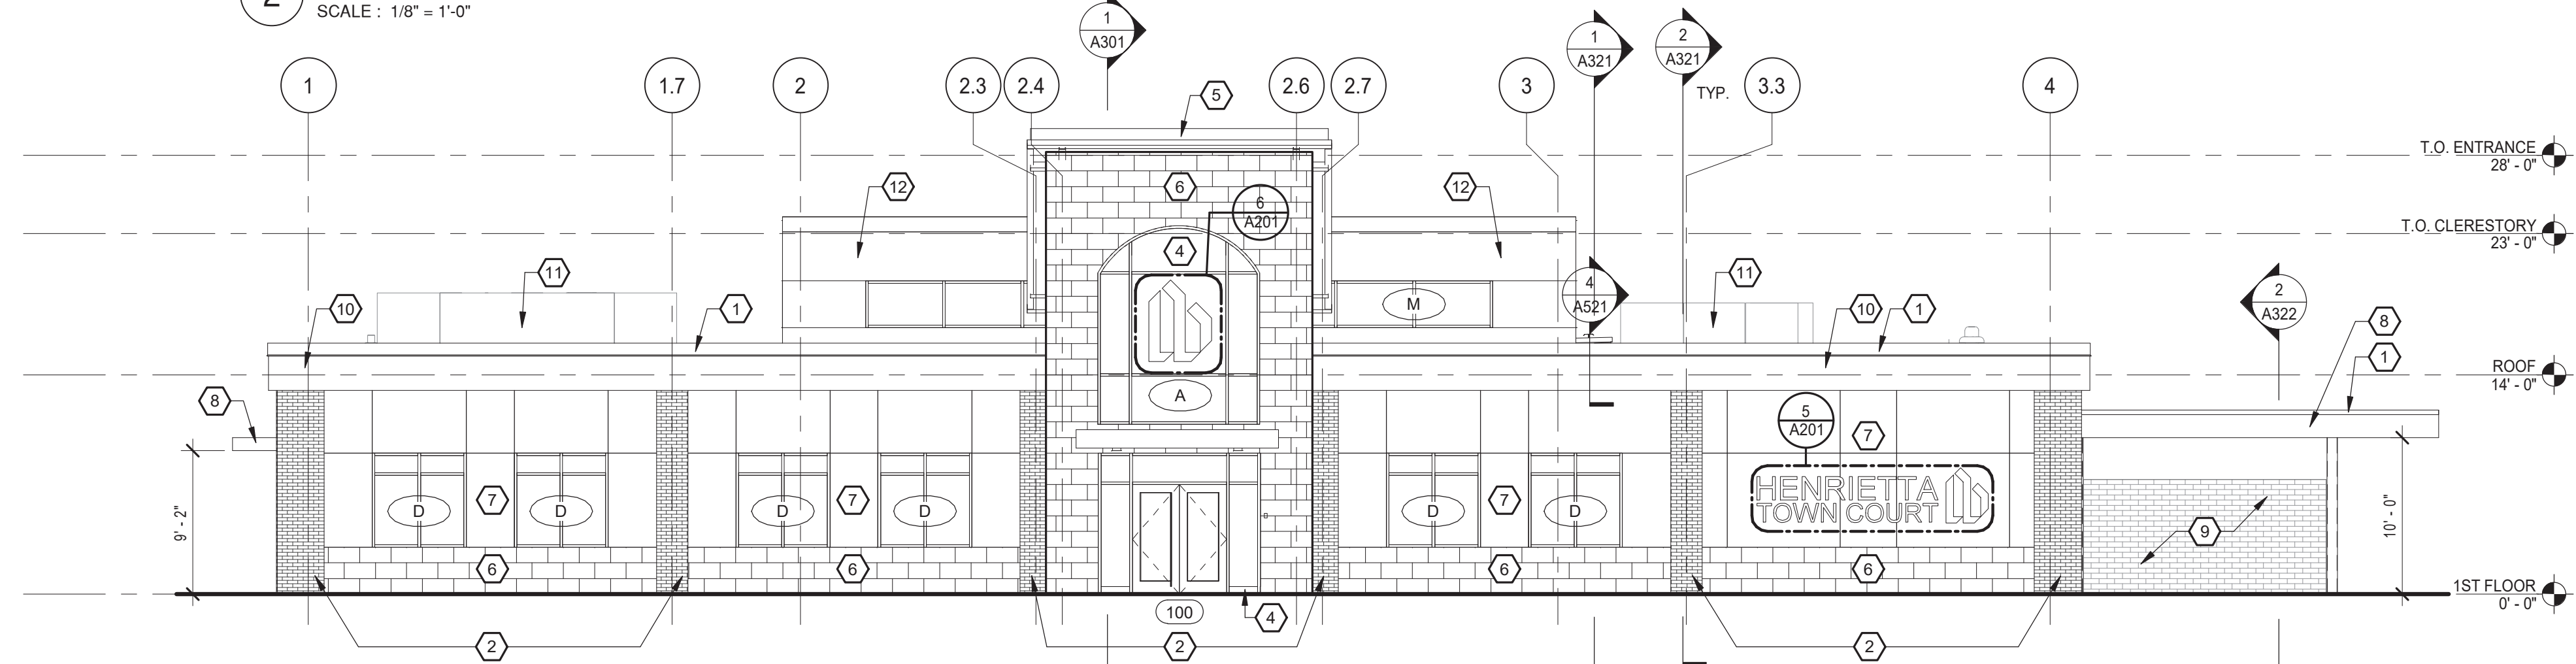 2
SCALE : 1/8" = 1'-0"
1
A301
1
A321
2
A321
TYP.
1
1.7
2
2.3
2.4
2.6
2.7
3
3.3
4
5
T.O. ENTRANCE
28' - 0"
12
6
12
6
A201
T.O. CLERESTORY
23' - 0"
4
11
11
4
A521
M
2
A322
10
1
10
1
8
1
ROOF
14' - 0"
8
A
5
A201
7
9' - 2"
D
7
D
D
7
D
D
7
D
HENRIETTA
TOWN COURT
10' - 0"
9
6
6
6
6
1ST FLOOR
0' - 0"
100
4
2
2
2